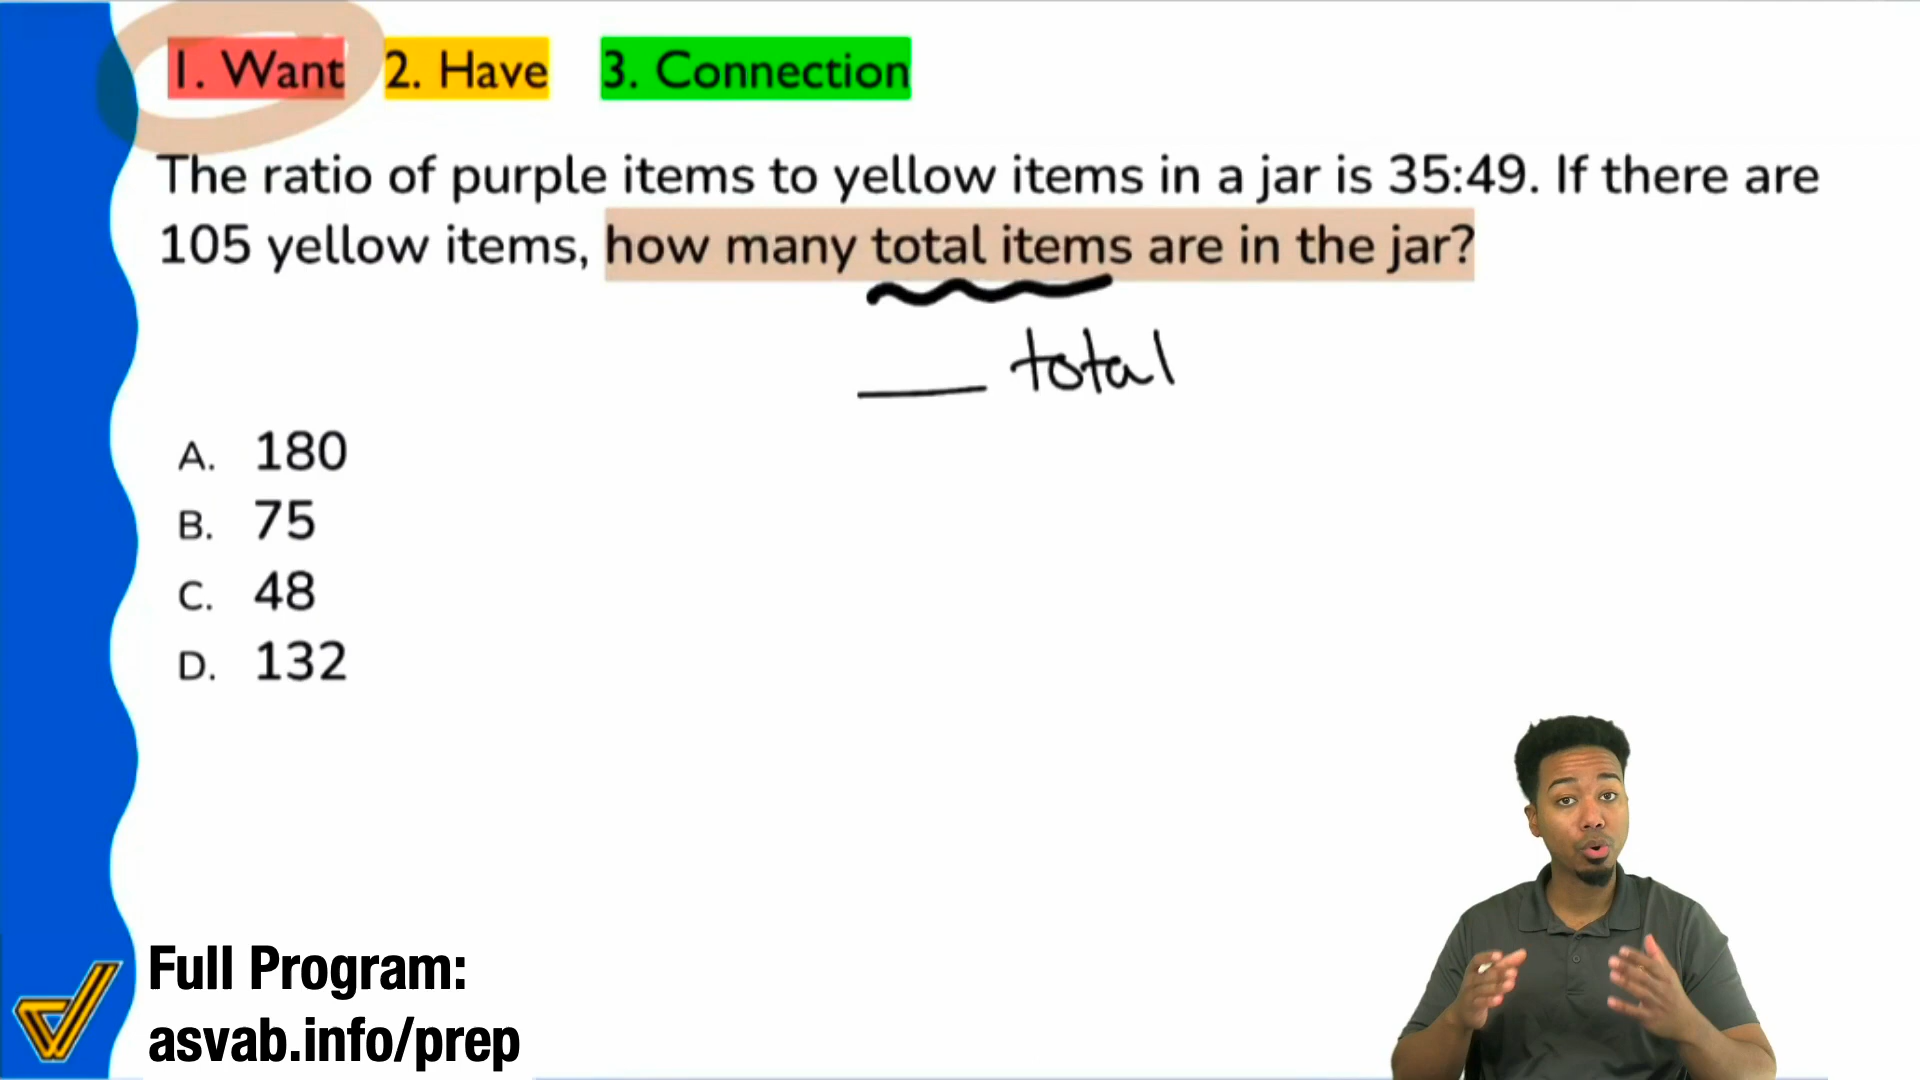 1. Want 2. Have 3. Connection
The ratio of purple items to yellow items in a jar is 35:49. If there are
105 yellow items, how many total items are in the jar?
___ total
A. 180
B. 75
C. 48
D. 132
Full Program:
asvab.info/prep